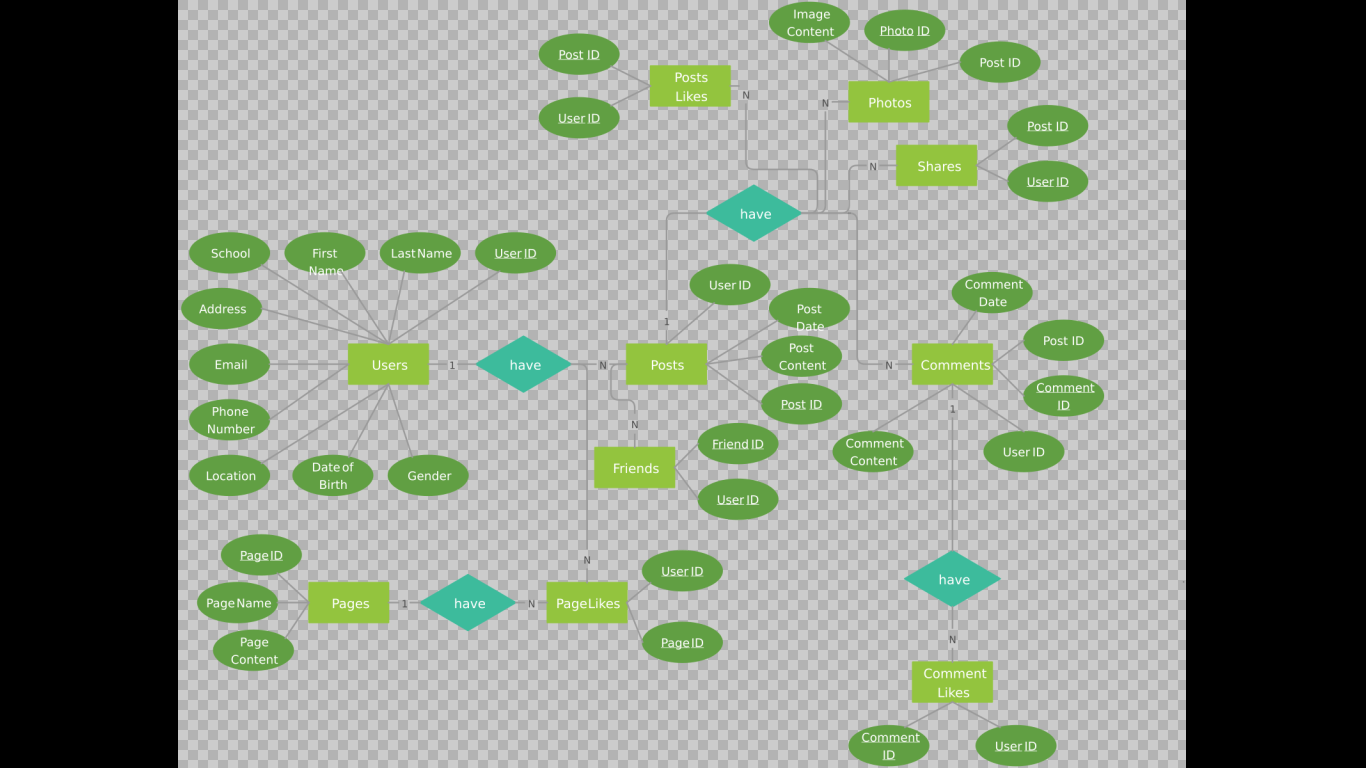 Image
Content
Photo ID
Post ID
Post ID
Posts
Likes
N
N
Photos
User ID
Post ID
N
Shares
User ID
have
School
First
Name
Last Name
User ID
User ID
Comment
Date
Address
Post
Date
1
Post ID
Email
Users
1
have
N
Posts
Post
Content
N
Comments
Comment
ID
Post ID
1
Phone
Number
N
Friend ID
Comment
Content
User ID
Location
Date of
Birth
Gender
Friends
User ID
Page ID
N
User ID
have
Page Name
Pages
1
have
N
Page Likes
Page
Content
Page ID
N
Comment
Likes
Comment
ID
User ID